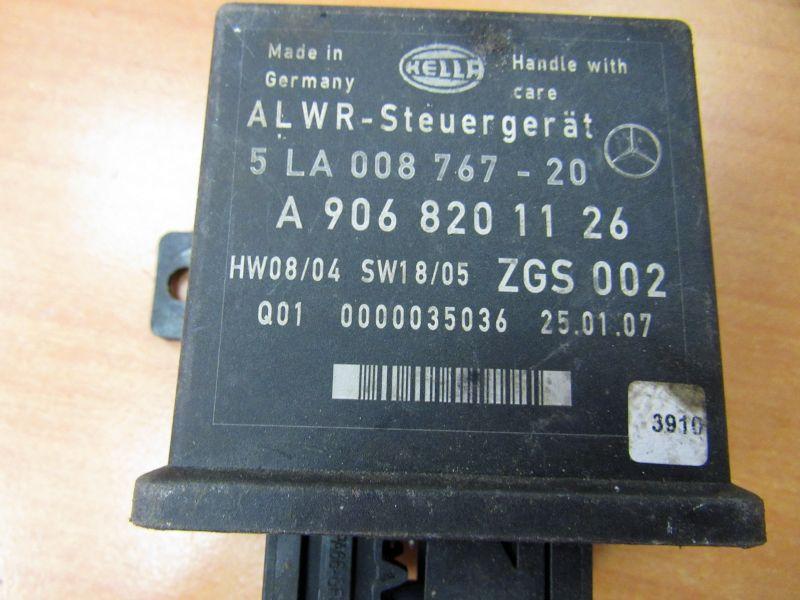 Made in
Germany
HELLA
Handle with
care
ALWR-Steuergerät
5 LA 008 767 - 20
A 906 820 11 26
HW08/04 SW18/05 ZGS 002
Q01 0000035036 25.01.07
3910